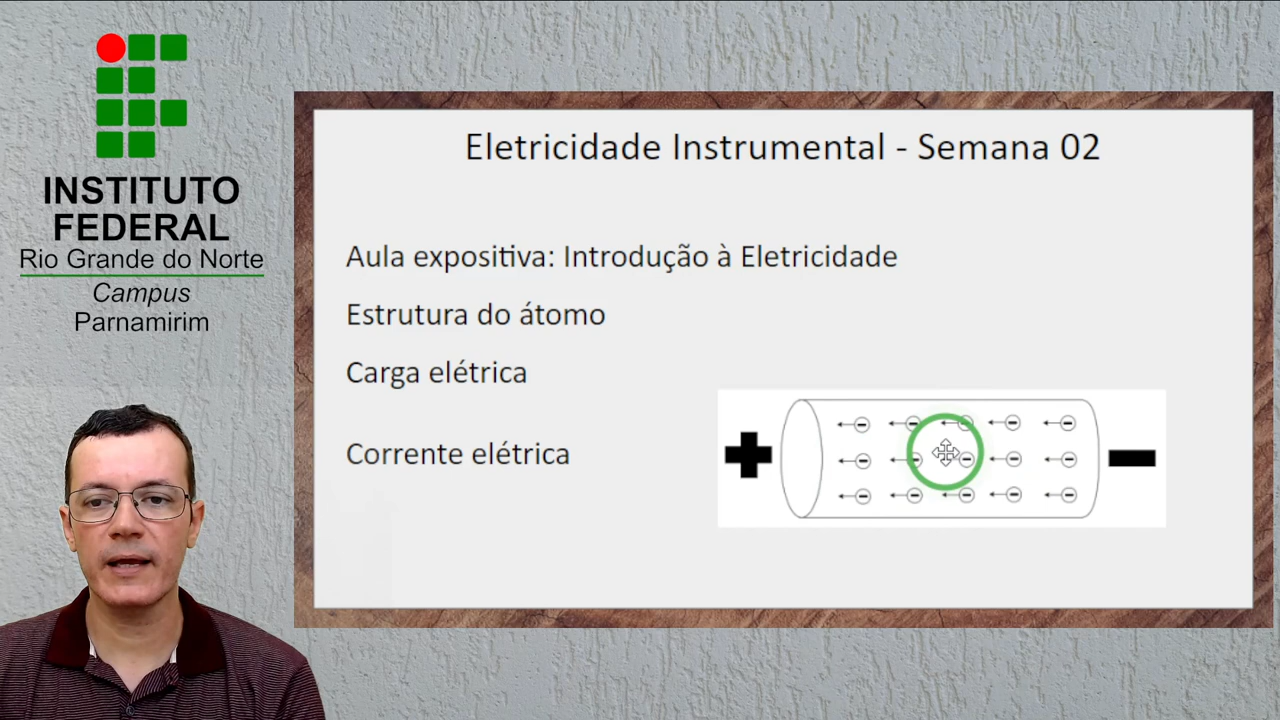 INSTITUTO
FEDERAL
Rio Grande do Norte
Campus
Parnamirim
Eletricidade Instrumental - Semana 02
Aula expositiva: Introdução à Eletricidade
Estrutura do átomo
Carga elétrica
Corrente elétrica